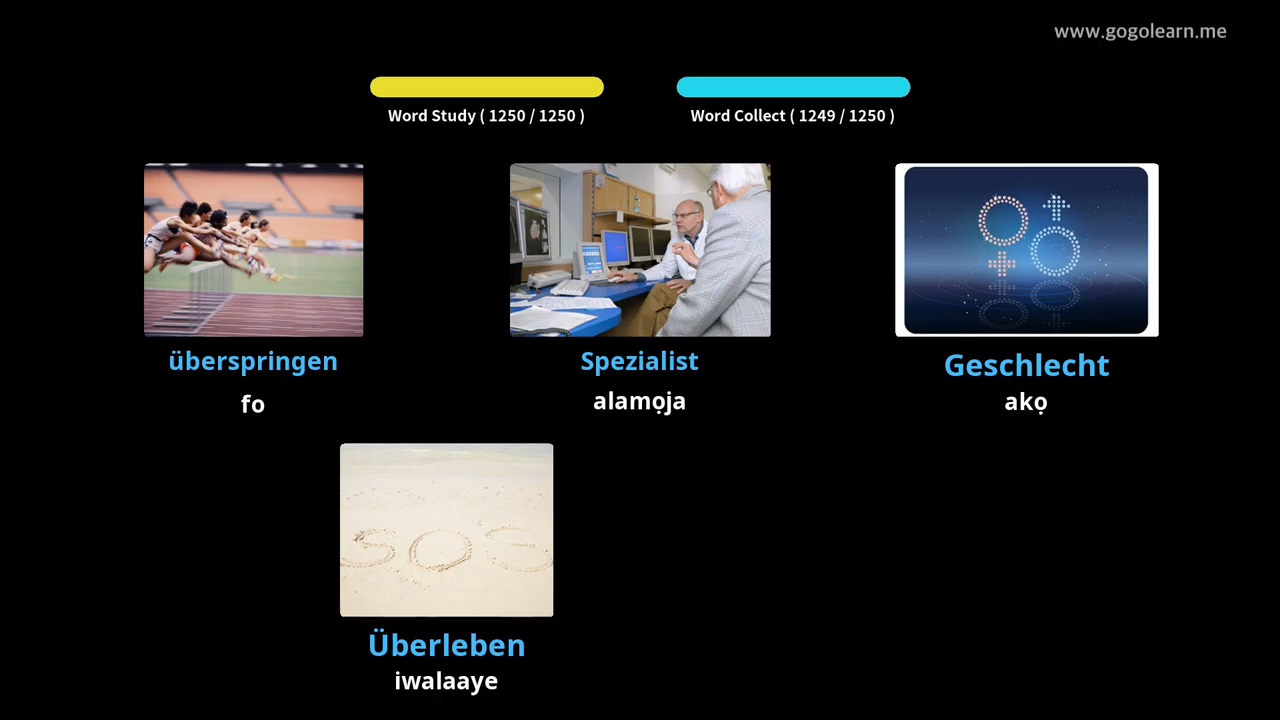 www.gogolearn.me
Word Study ( 1250 / 1250 )
Word Collect ( 1249 / 1250 )
überspringen
fo
Spezialist
alamọja
Geschlecht
akọ
SOS
Überleben
iwalaaye